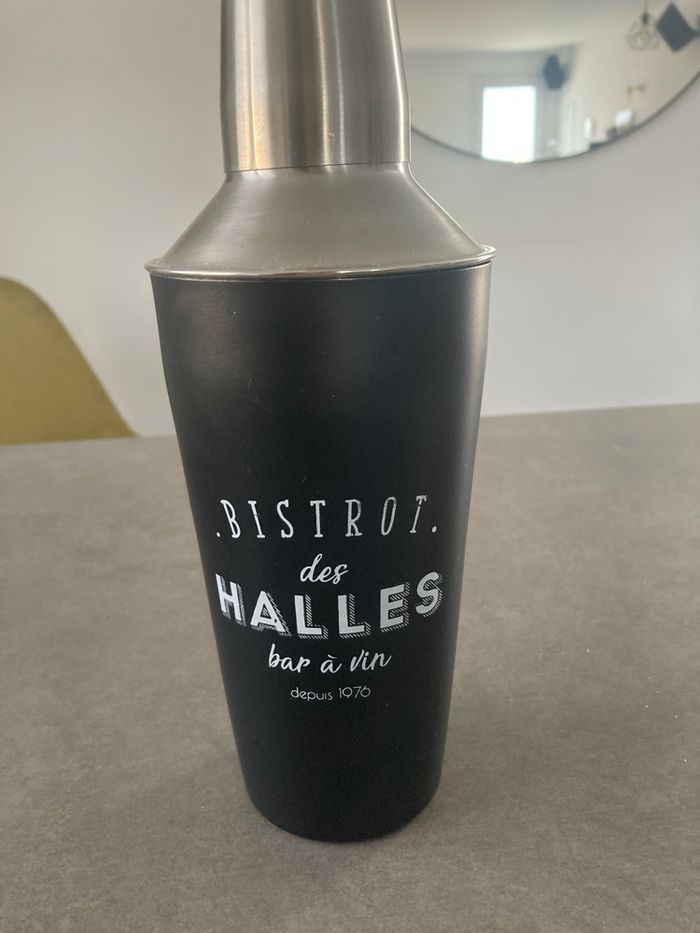 .BISTROT.
des
HALLES
bar à vin
depuis 1976